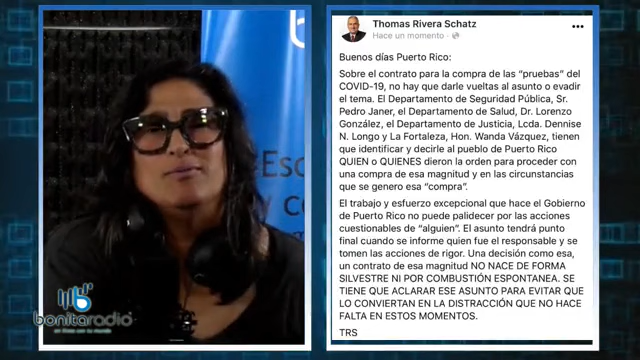 Thomas Rivera Schatz
Hace un momento
Buenos días Puerto Rico:
Sobre el contrato para la compra de las “pruebas” del
COVID-19, no hay que darle vueltas al asunto o evadir
el tema. El Departamento de Seguridad Pública, Sr.
Pedro Janer, el Departamento de Salud, Dr. Lorenzo
González, el Departamento de Justicia, Lcda. Dennise
N. Longo y La Fortaleza, Hon. Wanda Vázquez, tienen
que identificar y decirle al pueblo de Puerto Rico
QUIEN o QUIENES dieron la orden para proceder con
una compra de esa magnitud y en las circunstancias
que se genero esa “compra”.
El trabajo y esfuerzo excepcional que hace el Gobierno
de Puerto Rico no puede palidecer por las acciones
cuestionables de “alguien”. El asunto tendrá punto
final cuando se informe quien fue el responsable y se
tomen las acciones de rigor. Una decisión como esa,
un contrato de esa magnitud NO NACE DE FORMA
SILVESTRE NI POR COMBUSTIÓN ESPONTANEA. SE
TIENE QUE ACLARAR ESE ASUNTO PARA EVITAR QUE
LO CONVIERTAN EN LA DISTRACCIÓN QUE NO HACE
FALTA EN ESTOS MOMENTOS.
TRS
Esc
y co
bonitaradio